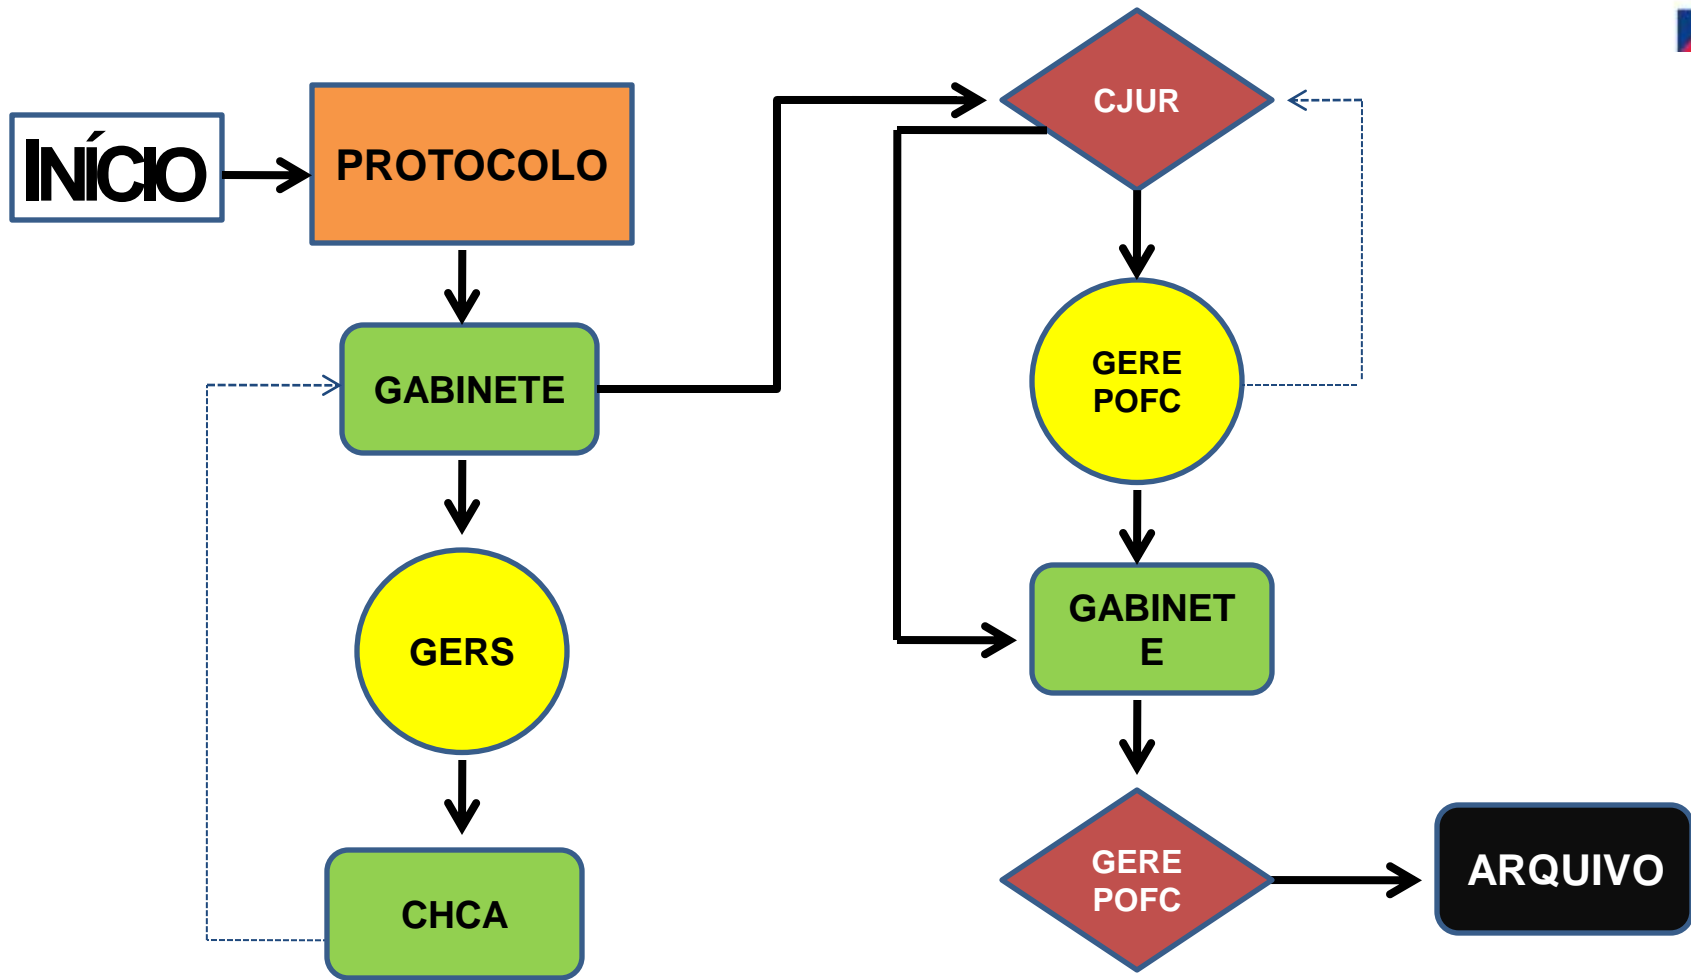 INÍCIO
PROTOCOLO
GABINETE
GERS
CHCA
CJUR
GERE
POFC
GABINET
E
GERE
POFC
ARQUIVO